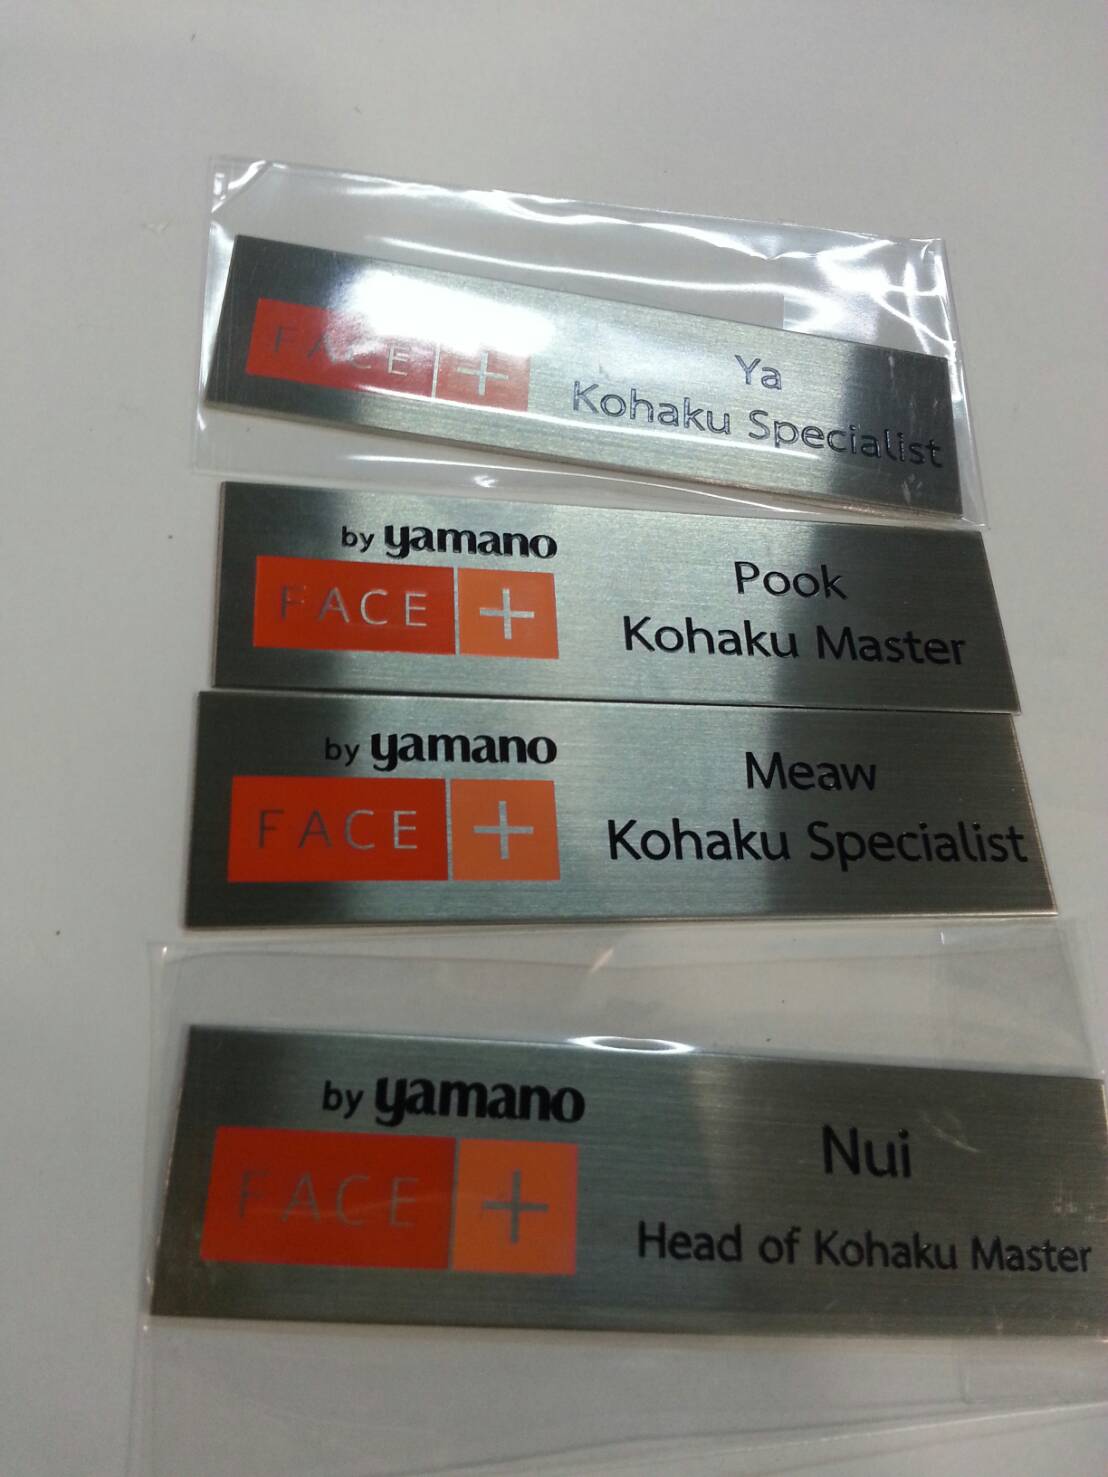 FACE +
Ya
Kohaku Specialist
by yamano
FACE +
Pook
Kohaku Master
by yamano
FACE +
Meaw
Kohaku Specialist
by yamano
FACE +
Nui
Head of Kohaku Master